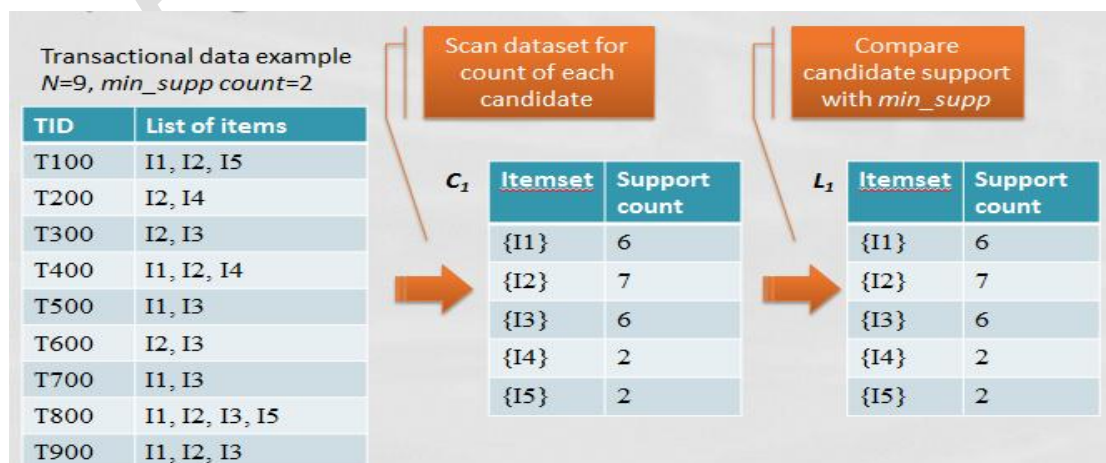 Transactional data example
N=9, min_supp count=2
TID List of items
T100 I1, I2, I5
T200 I2, I4
T300 I2, I3
T400 I1, I2, I4
T500 I1, I3
T600 I2, I3
T700 I1, I3
T800 I1, I2, I3, I5
T900 I1, I2, I3
Scan dataset for
count of each
candidate
C1
Itemset Support
count
{I1} 6
{I2} 7
{I3} 6
{I4} 2
{I5} 2
Compare
candidate support
with min_supp
L1
Itemset Support
count
{I1} 6
{I2} 7
{I3} 6
{I4} 2
{I5} 2